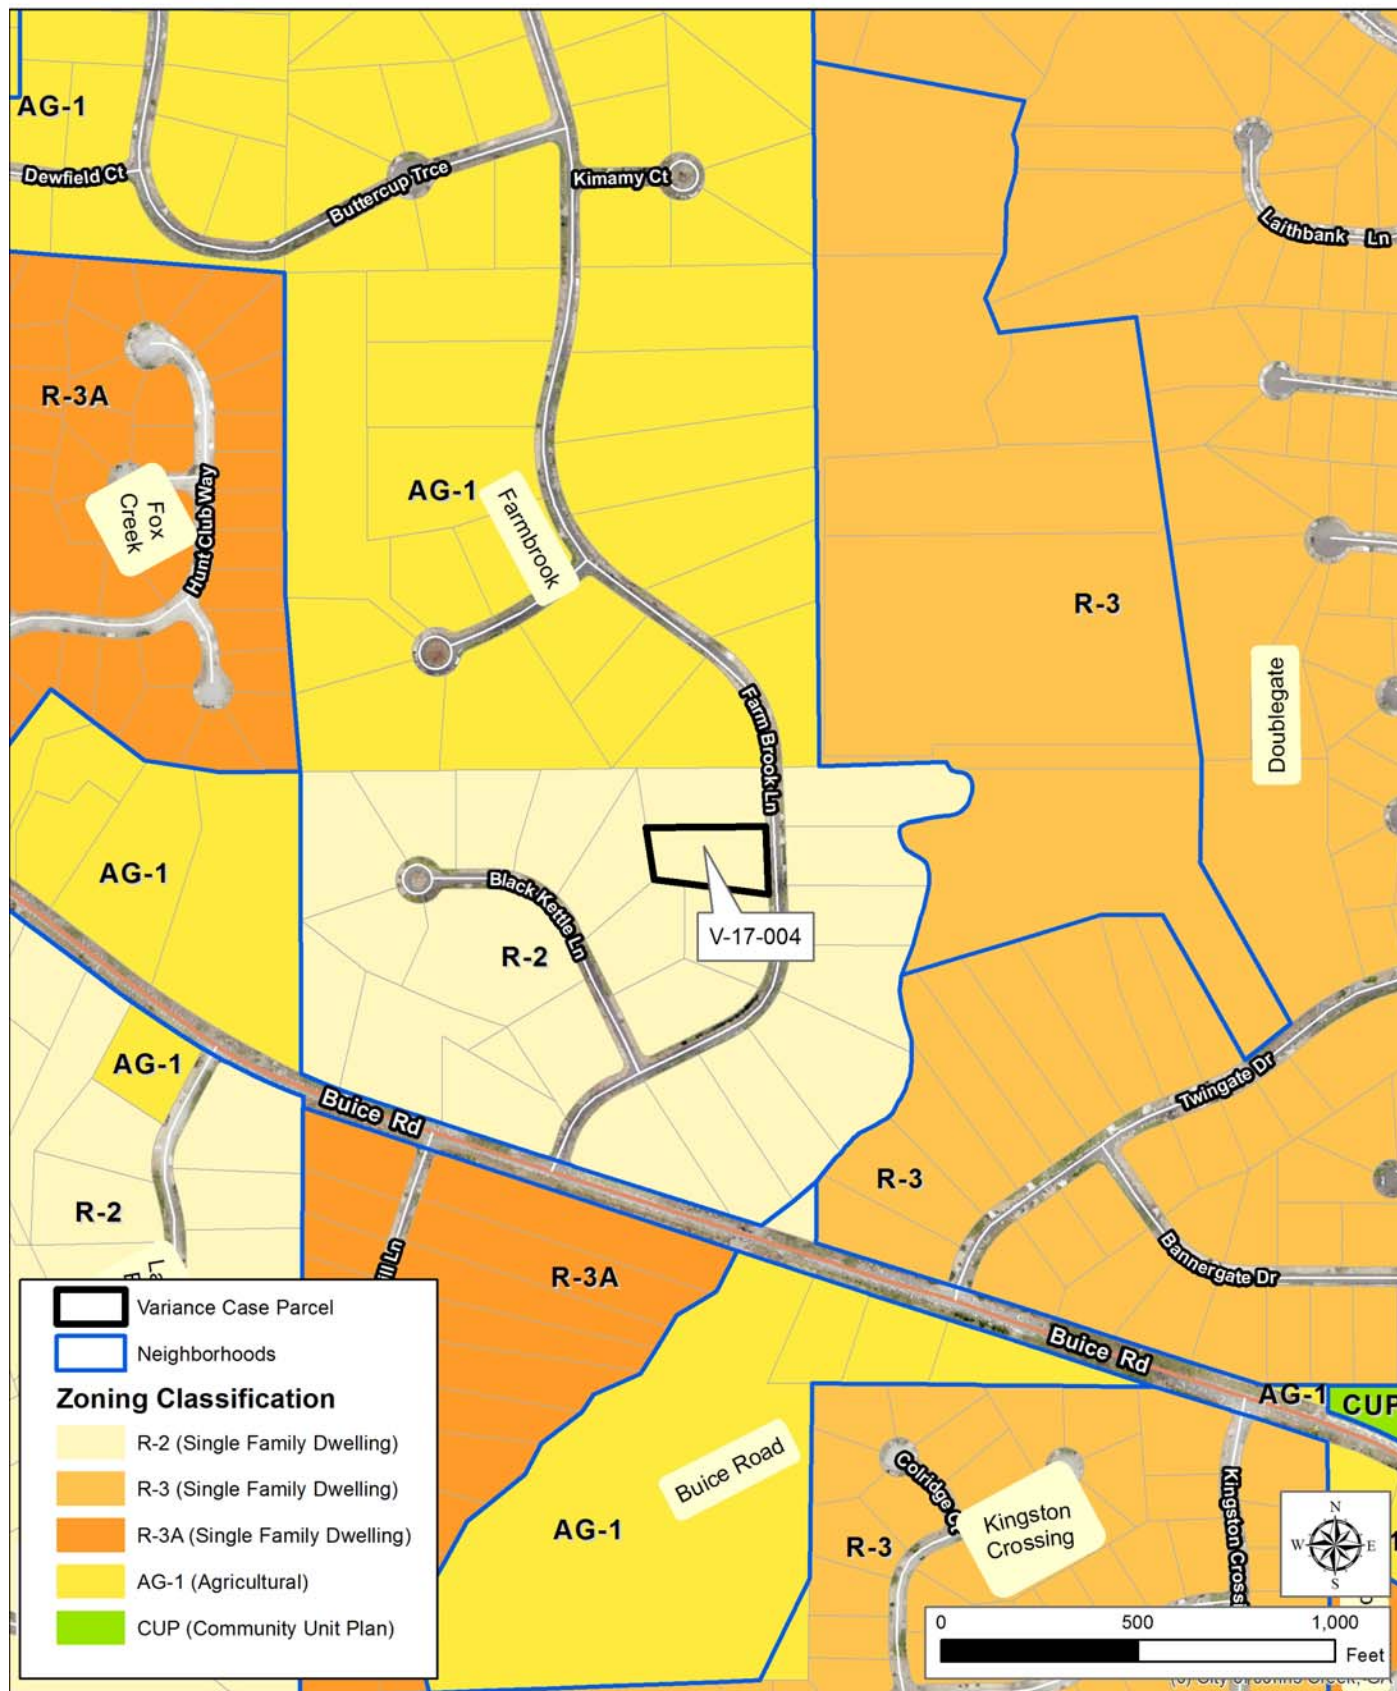 AG-1
Dewfield Ct
Buttercup Trce
Kimamy Ct
Laithbank Ln
R-3A
Fox
Creek
Hunt Club Way
AG-1
Farmbrook
R-3
Farm Brook Ln
Doublegate
AG-1
Black Kettle Ln
V-17-004
R-2
AG-1
Buice Rd
Twingate Dr
R-3
R-2
Bannergate Dr
R-3A
Buice Rd
AG-1
CUP
Buice Road
Colridge
Kingston
Crossing
Kingston
AG-1
R-3
Variance Case Parcel
Neighborhoods
Zoning Classification
R-2 (Single Family Dwelling)
R-3 (Single Family Dwelling)
R-3A (Single Family Dwelling)
AG-1 (Agricultural)
CUP (Community Unit Plan)
N
W E
S
0 500 1,000
Feet